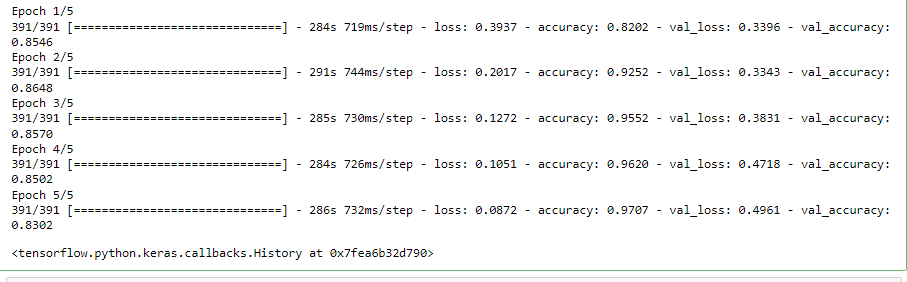 Epoch 1/5
391/391 [==============================] - 284s 719ms/step - loss: 0.3937 - accuracy: 0.8202 - val_loss: 0.3396 - val_accuracy:
0.8546
Epoch 2/5
391/391 [==============================] - 291s 744ms/step - loss: 0.2017 - accuracy: 0.9252 - val_loss: 0.3343 - val_accuracy:
0.8648
Epoch 3/5
391/391 [==============================] - 285s 730ms/step - loss: 0.1272 - accuracy: 0.9552 - val_loss: 0.3831 - val_accuracy:
0.8570
Epoch 4/5
391/391 [==============================] - 284s 726ms/step - loss: 0.1051 - accuracy: 0.9620 - val_loss: 0.4718 - val_accuracy:
0.8502
Epoch 5/5
391/391 [==============================] - 286s 732ms/step - loss: 0.0872 - accuracy: 0.9707 - val_loss: 0.4961 - val_accuracy:
0.8302
<tensorflow.python.keras.callbacks.History at 0x7fea6b32d790>